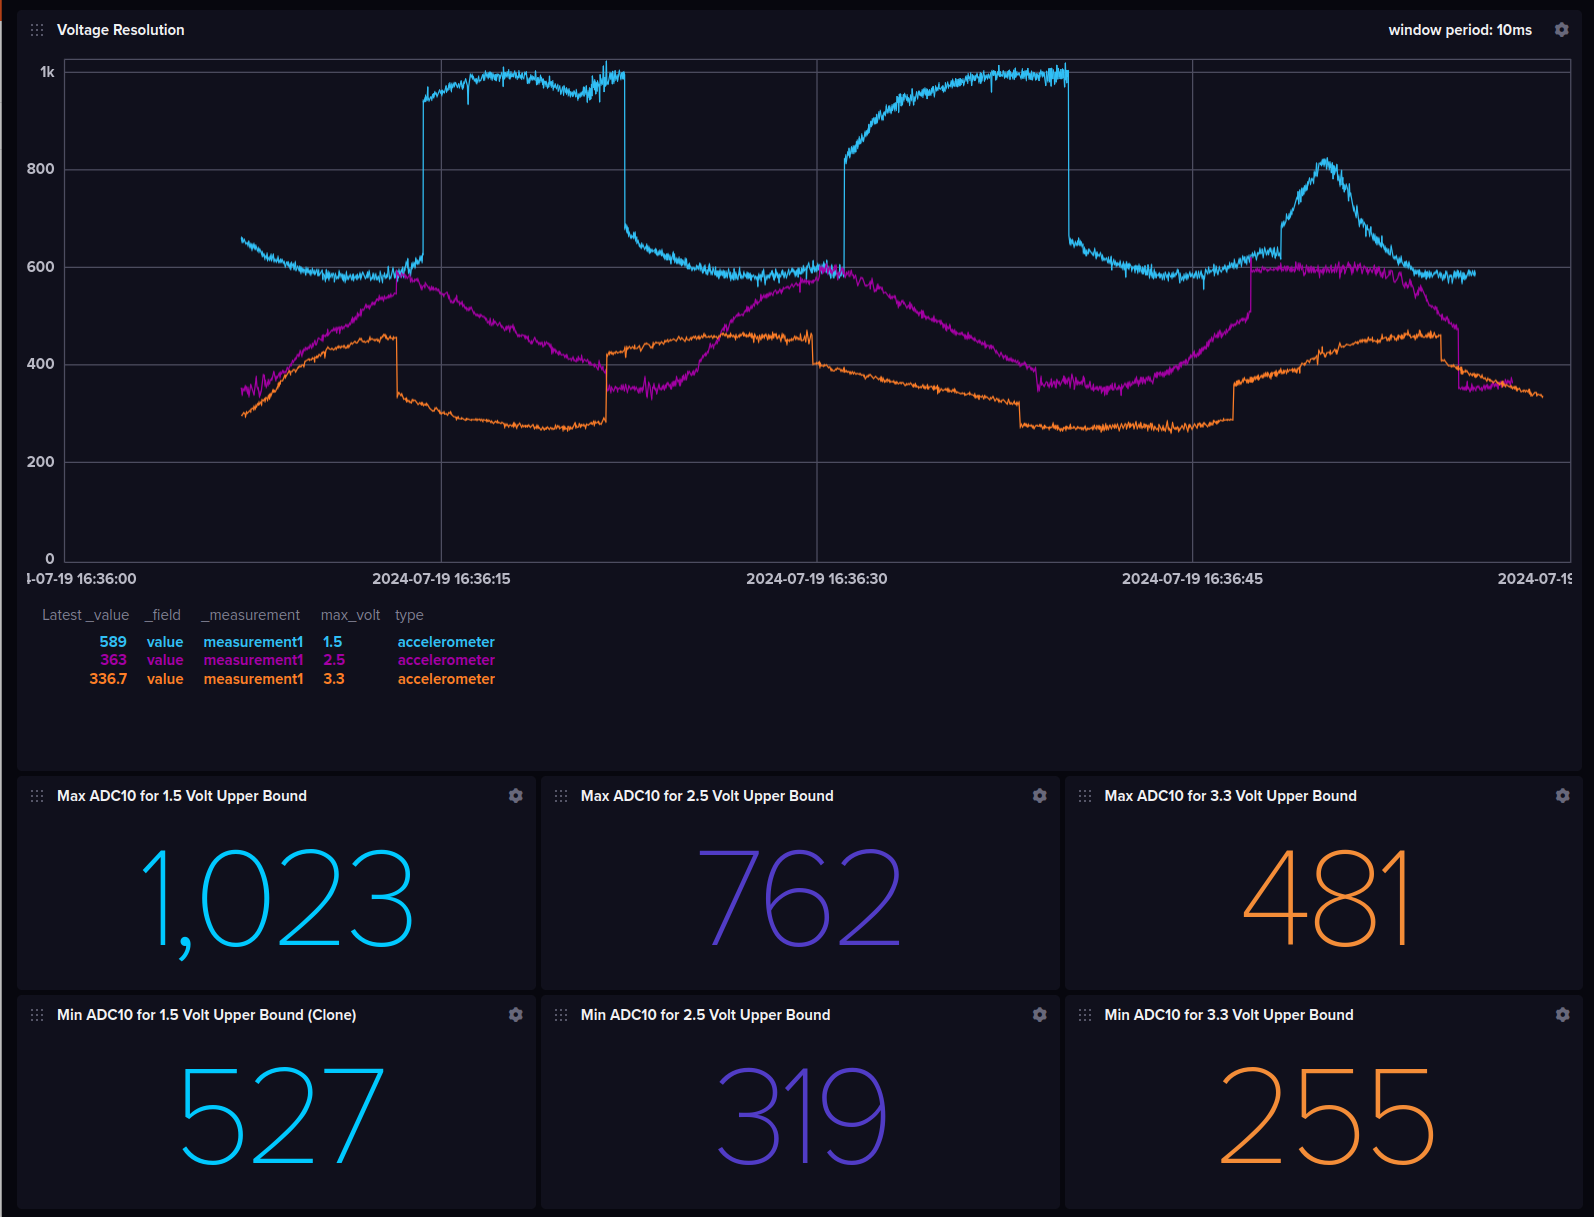 Voltage Resolution window period: 10ms
1k
800
600
400
200
0
4-07-19 16:36:00 2024-07-19 16:36:15 2024-07-19 16:36:30 2024-07-19 16:36:45 2024-07-19
Latest _value _field _measurement max_volt type
589 value measurement1 1.5 accelerometer
363 value measurement1 2.5 accelerometer
336.7 value measurement1 3.3 accelerometer
Max ADC10 for 1.5 Volt Upper Bound Max ADC10 for 2.5 Volt Upper Bound Max ADC10 for 3.3 Volt Upper Bound
1,023 762 481
Min ADC10 for 1.5 Volt Upper Bound (Clone) Min ADC10 for 2.5 Volt Upper Bound Min ADC10 for 3.3 Volt Upper Bound
527 319 255